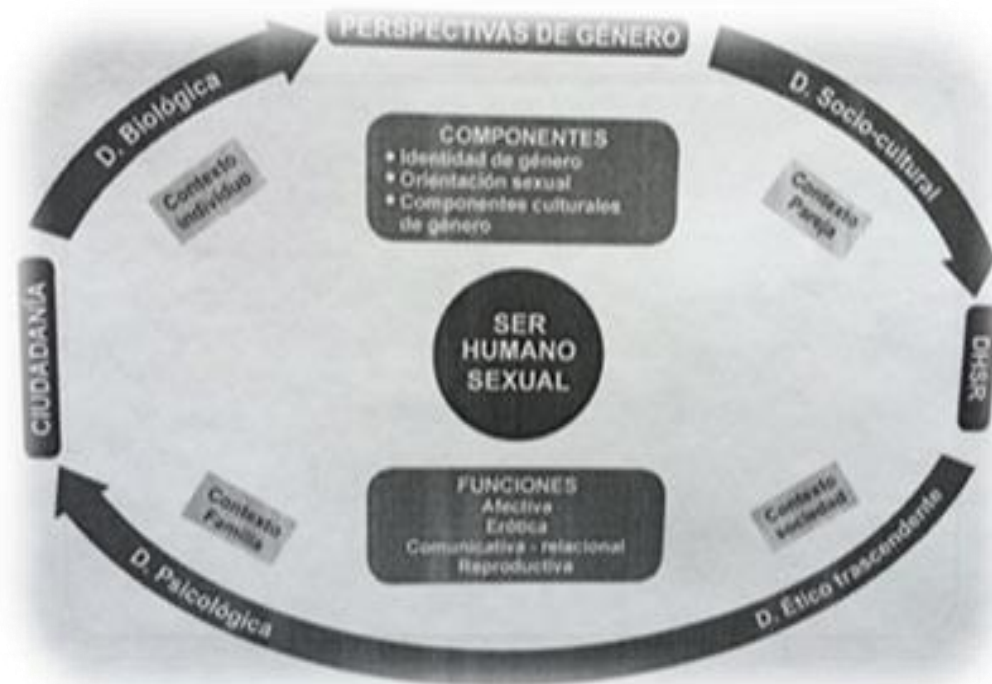 PERSPECTIVAS DE GÉNERO
D. Biológica
D. Socio-cultural
Contexto
individuo
COMPONENTES
• Identidad de género
• Orientación sexual
• Componentes culturales
de género
Contexto
Pareja
CIUDADANÍA
SER
HUMANO
SEXUAL
DHSR
Contexto
Familia
FUNCIONES
Afectiva
Erótica
Comunicativa - relacional
Reproductiva
Contexto
sociedad
D. Psicológica
D. Ético trascendente